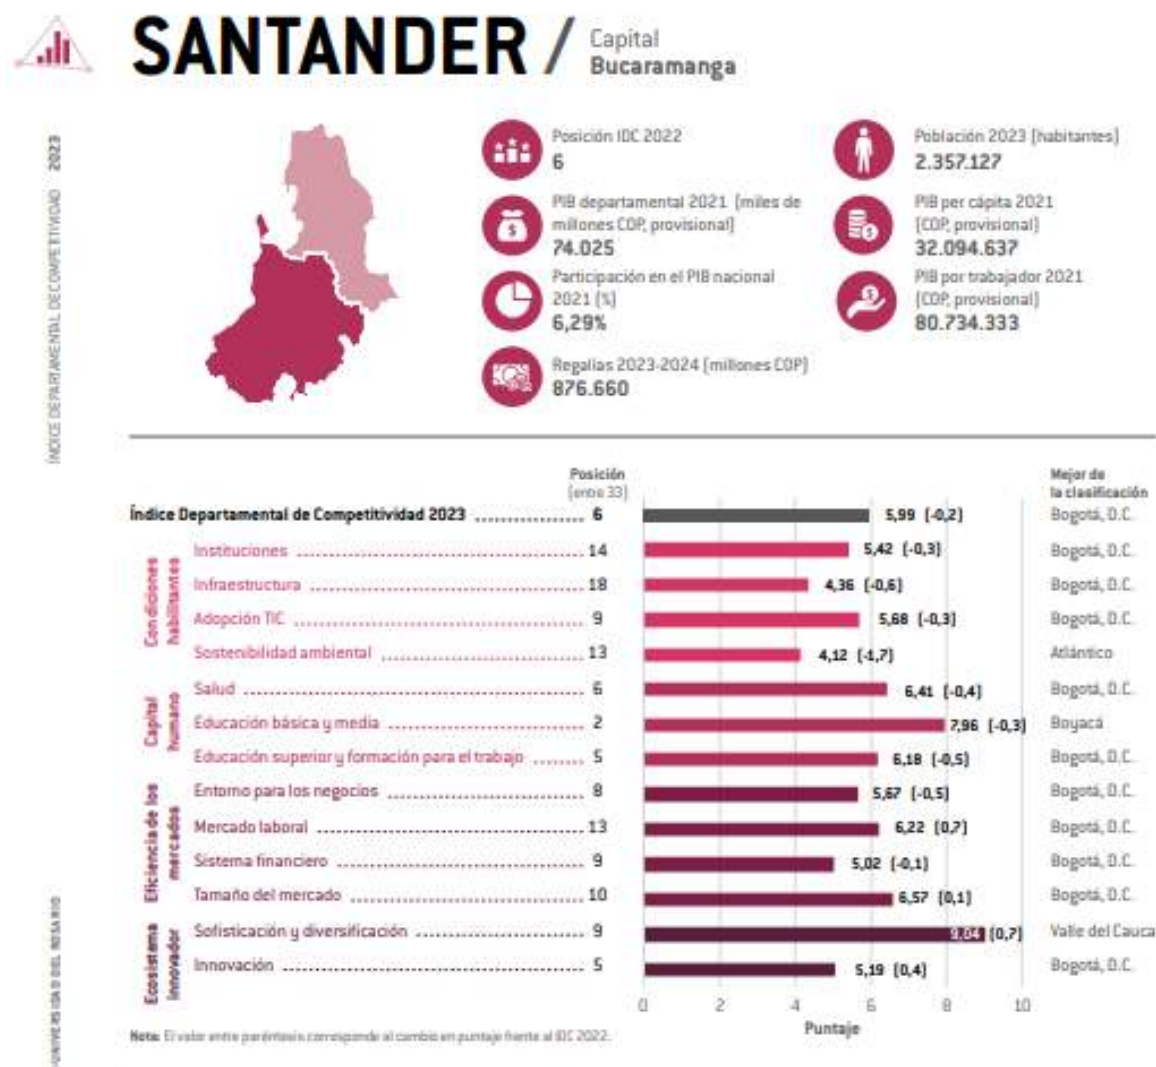 SANTANDER / Capital
Bucaramanga
ÍNDICE DEPARTAMENTAL DE COMPETITIVIDAD 2023
Posición IDC 2022
6
PIB departamental 2021 (miles de
millones COP, provisional)
74.025
Participación en el PIB nacional
2021 (%)
6,29%
Regalías 2023-2024 (millones COP)
876.660
Población 2023 (habitantes)
2.357.127
PIB per cápita 2021
(COP, provisional)
32.094.637
PIB por trabajador 2021
(COP, provisional)
80.734.333
Posición
(entre 33)
Mejor de
la clasificación
Índice Departamental de Competitividad 2023 6 5,99 (-0,2) Bogotá, D.C.
Condiciones
habilitantes
Instituciones 14 5,42 (-0,3) Bogotá, D.C.
Infraestructura 18 4,36 (-0,6) Bogotá, D.C.
Adopción TIC 9 5,68 (-0,3) Bogotá, D.C.
Sostenibilidad ambiental 13 4,12 (-1,7) Atlántico
Capital
humano
Salud 6 6,41 (-0,4) Bogotá, D.C.
Educación básica y media 2 7,96 (-0,3) Boyacá
Educación superior y formación para el trabajo 5 6,18 (-0,5) Bogotá, D.C.
Eficiencia de los
mercados
Entorno para los negocios 8 5,67 (-0,5) Bogotá, D.C.
Mercado laboral 13 6,22 (0,7) Bogotá, D.C.
Sistema financiero 9 5,02 (-0,1) Bogotá, D.C.
Tamaño del mercado 10 6,57 (0,1) Bogotá, D.C.
Ecosistema
innovador
Sofisticación y diversificación 9 9,04 (0,7) Valle del Cauca
Innovación 5 5,19 (0,4) Bogotá, D.C.
0 2 4 6 8 10
Puntaje
Nota: El valor entre paréntesis corresponde al cambio en puntaje frente al IDC 2022.
UNIVERSIDAD DEL ROSARIO